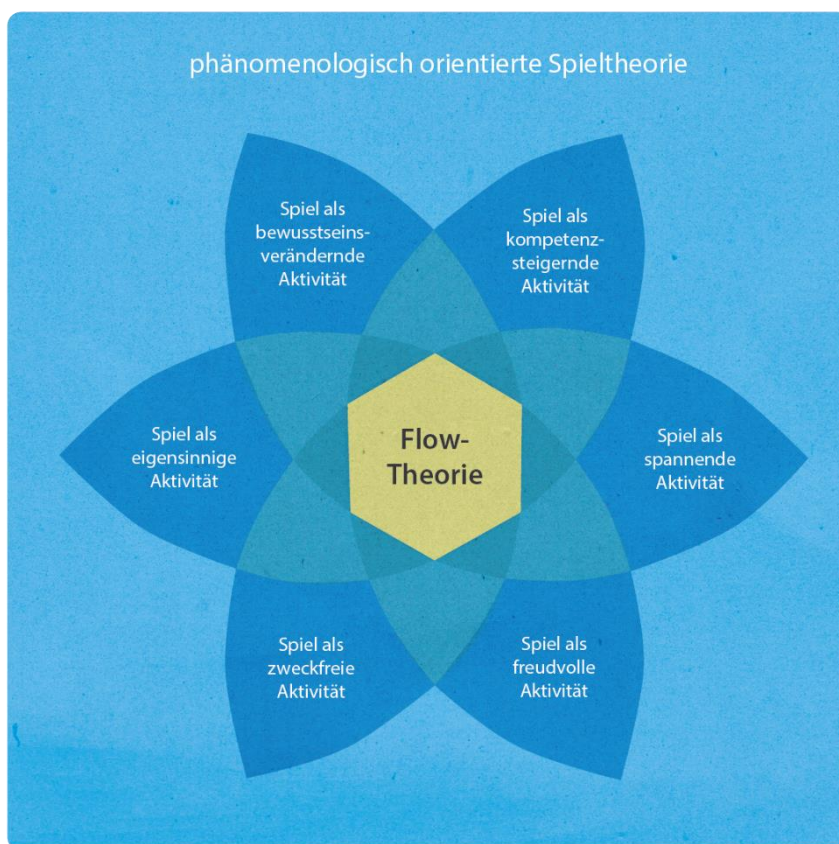 phänomenologisch orientierte Spieltheorie
Spiel als
bewusstseins-
verändernde
Aktivität
Spiel als
kompetenz-
steigernde
Aktivität
Spiel als
eigensinnige
Aktivität
Flow-
Theorie
Spiel als
spannende
Aktivität
Spiel als
zweckfreie
Aktivität
Spiel als
freudvolle
Aktivität